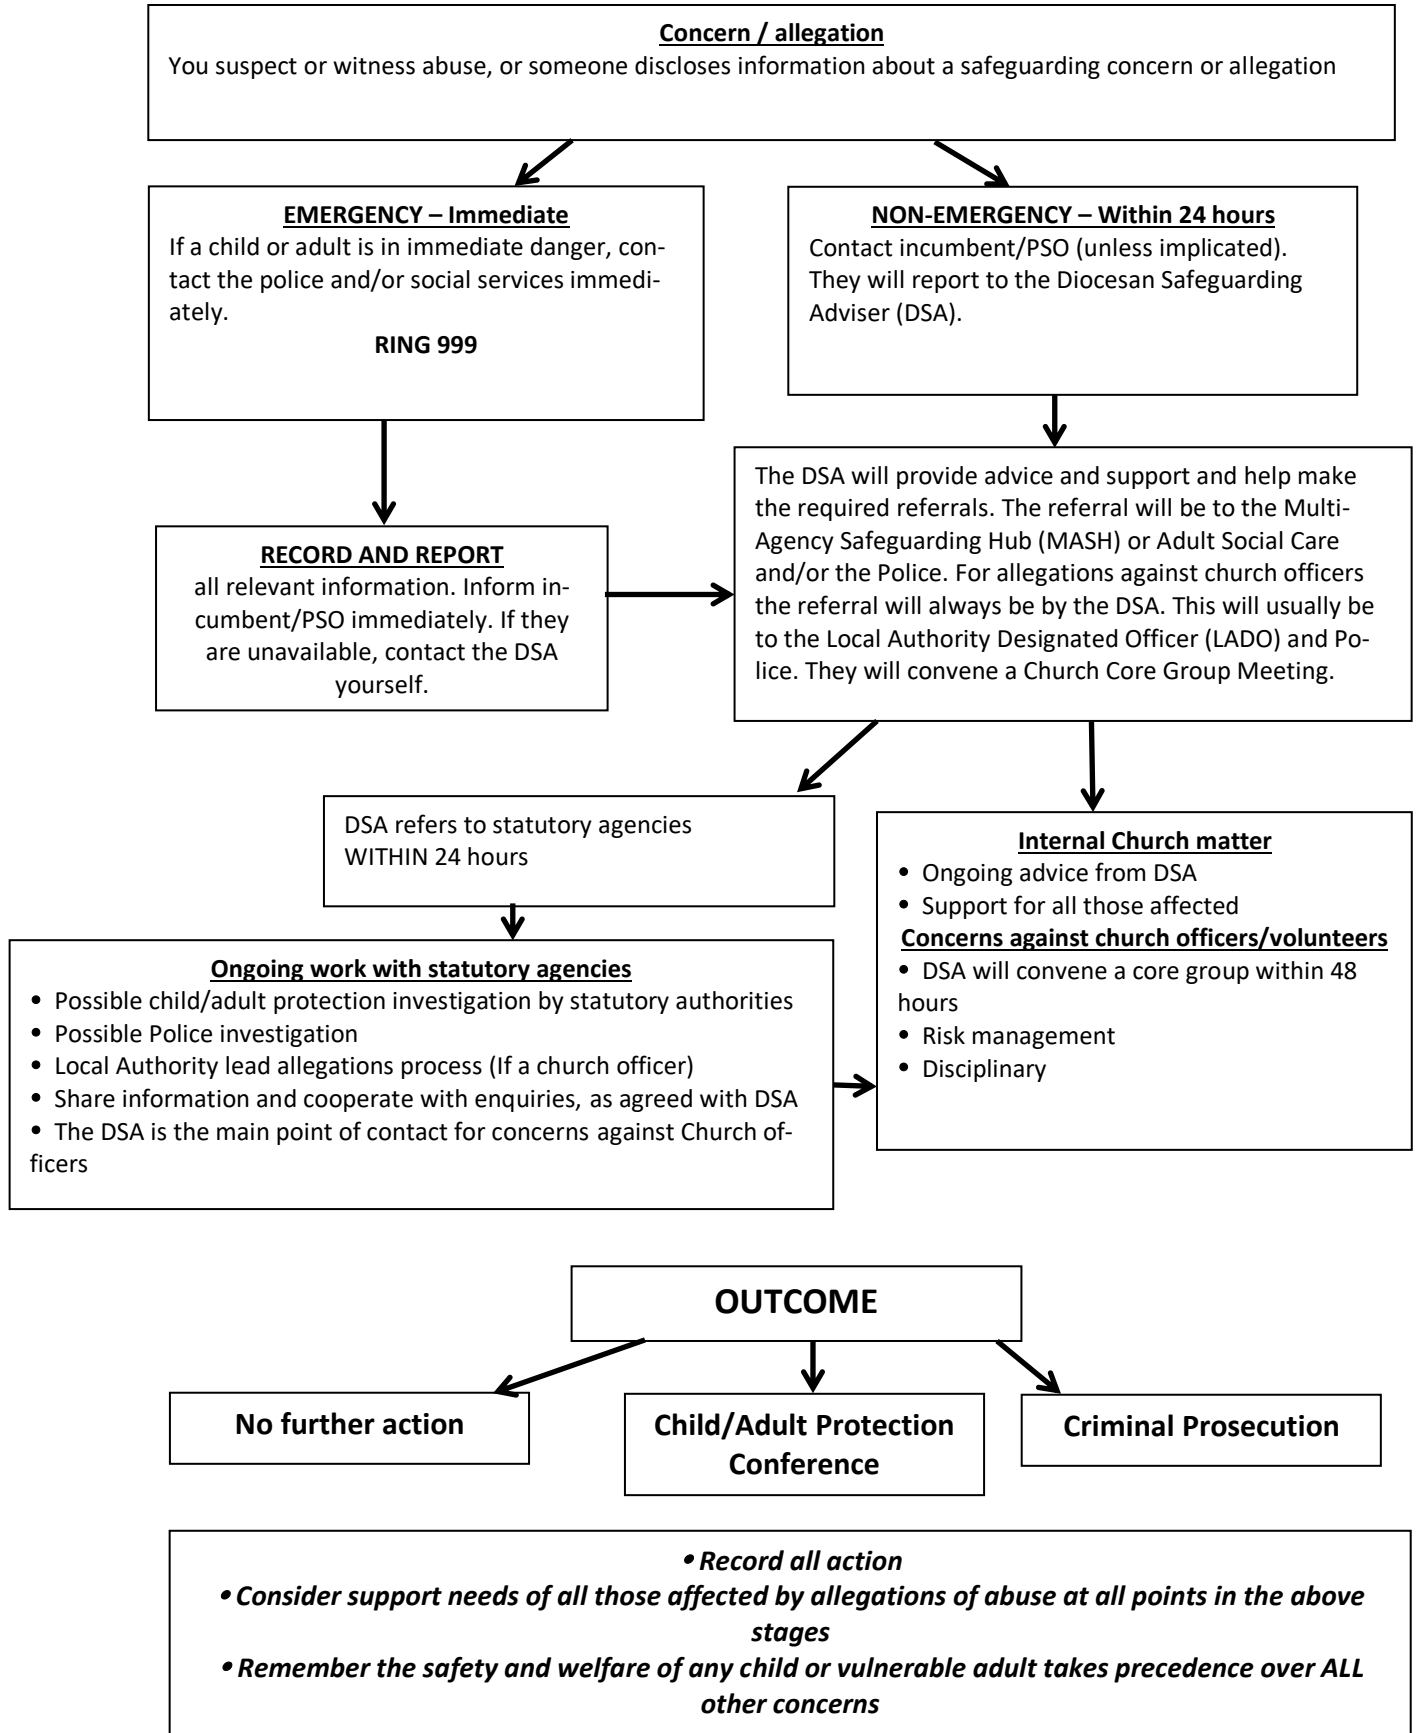 Concern / allegation
You suspect or witness abuse, or someone discloses information about a safeguarding concern or allegation
EMERGENCY – Immediate
If a child or adult is in immediate danger, con-
tact the police and/or social services immedi-
ately.
RING 999
NON-EMERGENCY – Within 24 hours
Contact incumbent/PSO (unless implicated).
They will report to the Diocesan Safeguarding
Adviser (DSA).
RECORD AND REPORT
all relevant information. Inform in-
cumbent/PSO immediately. If they
are unavailable, contact the DSA
yourself.
The DSA will provide advice and support and help make
the required referrals. The referral will be to the Multi-
Agency Safeguarding Hub (MASH) or Adult Social Care
and/or the Police. For allegations against church officers
the referral will always be by the DSA. This will usually be
to the Local Authority Designated Officer (LADO) and Po-
lice. They will convene a Church Core Group Meeting.
DSA refers to statutory agencies
WITHIN 24 hours
Internal Church matter
• Ongoing advice from DSA
• Support for all those affected
Concerns against church officers/volunteers
• DSA will convene a core group within 48
hours
• Risk management
• Disciplinary
Ongoing work with statutory agencies
• Possible child/adult protection investigation by statutory authorities
• Possible Police investigation
• Local Authority lead allegations process (If a church officer)
• Share information and cooperate with enquiries, as agreed with DSA
• The DSA is the main point of contact for concerns against Church of-
ficers
OUTCOME
No further action
Child/Adult Protection
Conference
Criminal Prosecution
• Record all action
• Consider support needs of all those affected by allegations of abuse at all points in the above
stages
• Remember the safety and welfare of any child or vulnerable adult takes precedence over ALL
other concerns